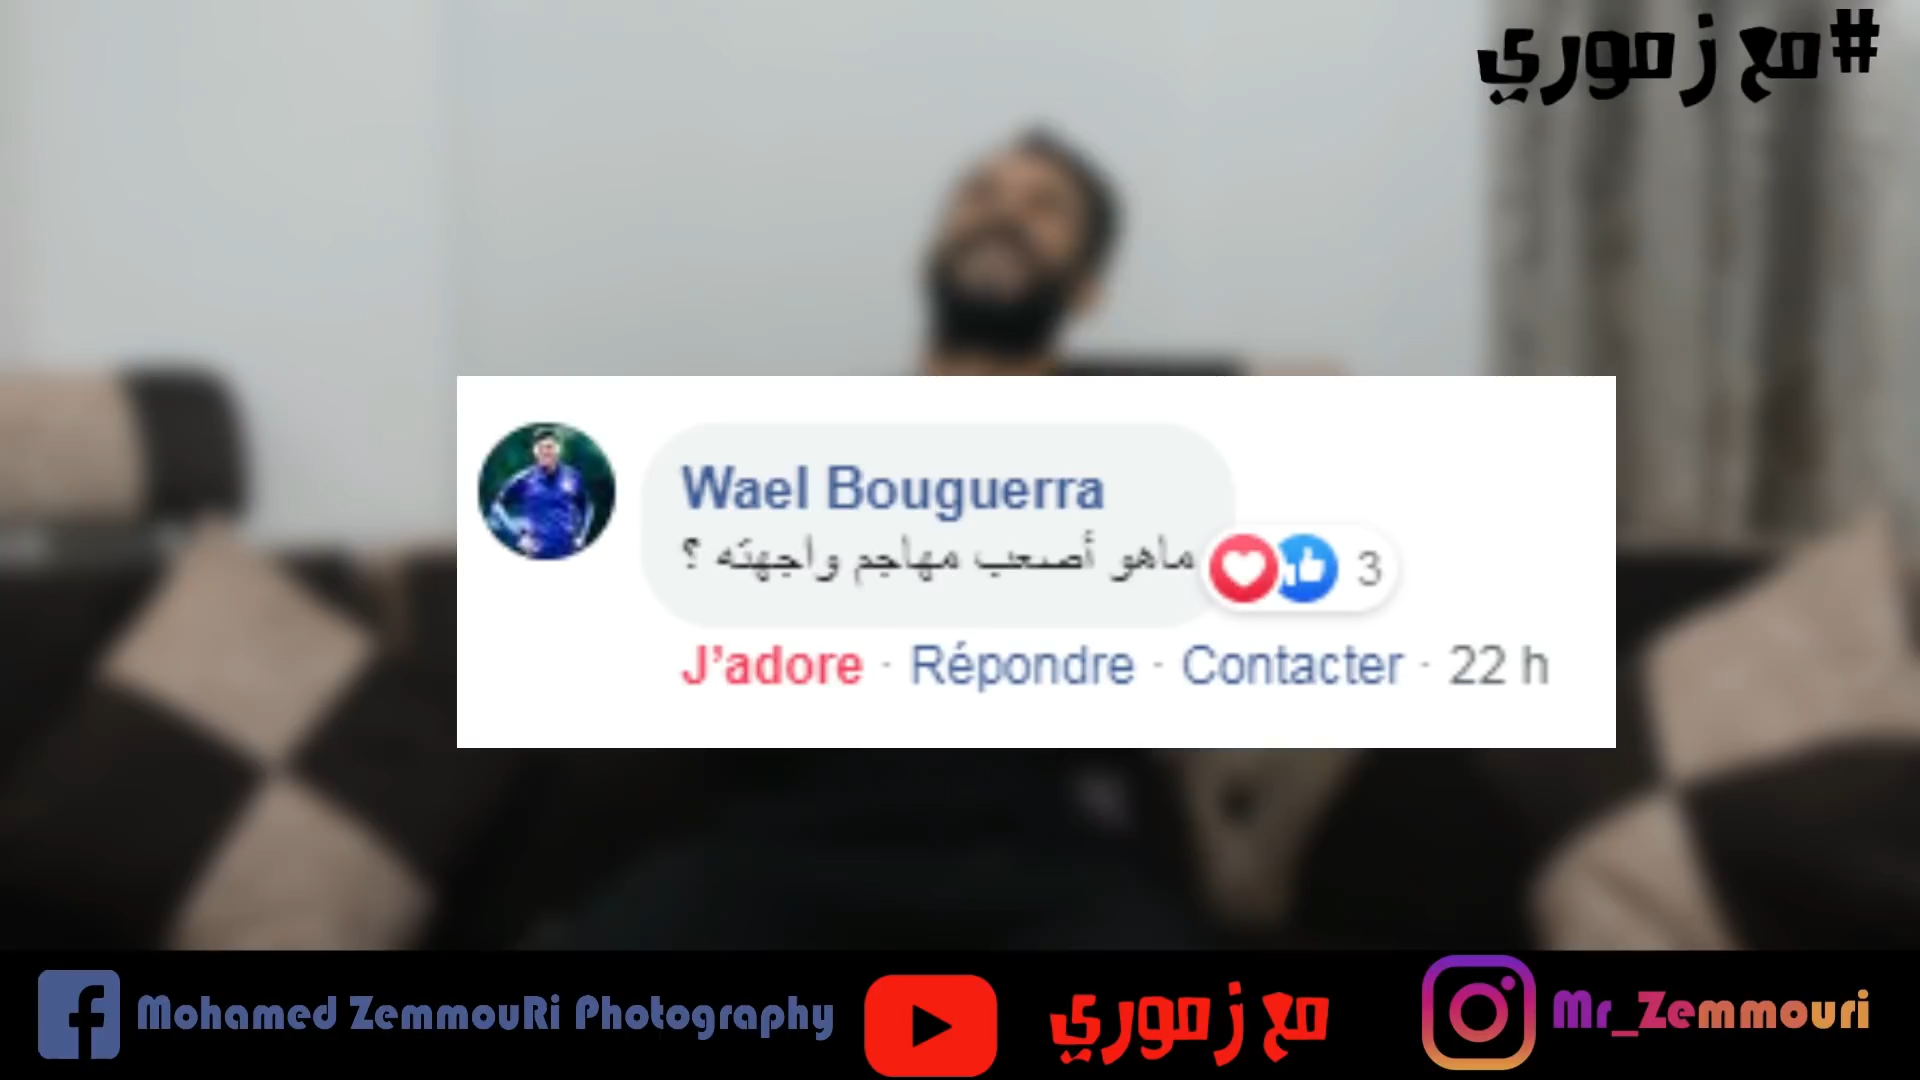 #مع زموري
Wael Bouguerra
ماهو أصعب مهاجم واجهته ؟
3
J'adore · Répondre · Contacter · 22 h
Mohamed ZemmouRi Photography
مع زموري
Mr_Zemmouri